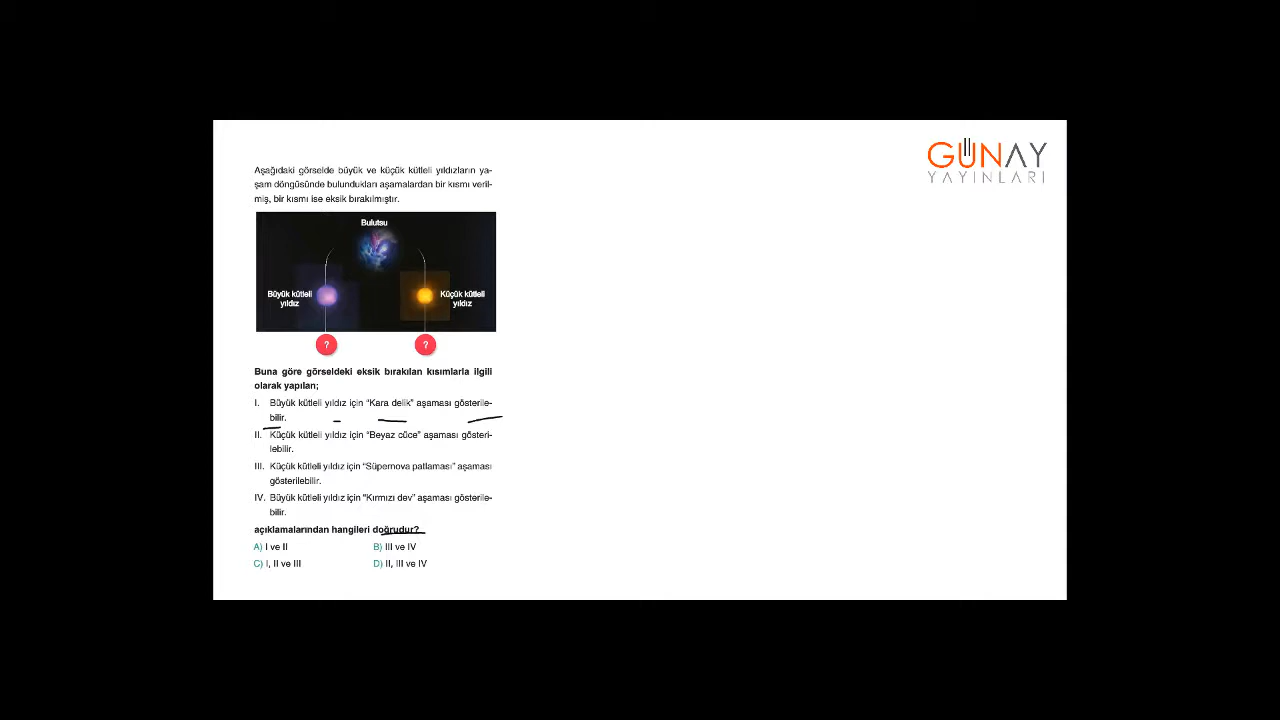 GÜNAY
YAYINLARI
Aşağıdaki görselde büyük ve küçük kütleli yıldızların ya-
şam döngüsünde bulundukları aşamalardan bir kısmı veril-
miş, bir kısmı ise eksik bırakılmıştır.
Bulutsu
Büyük kütleli
yıldız
Küçük kütleli
yıldız
?
?
Buna göre görseldeki eksik bırakılan kısımlarla ilgili
olarak yapılan;
I. Büyük kütleli yıldız için “Kara delik” aşaması gösterile-
bilir.
II. Küçük kütleli yıldız için “Beyaz cüce” aşaması gösteri-
lebilir.
III. Küçük kütleli yıldız için “Süpernova patlaması” aşaması
gösterilebilir.
IV. Büyük kütleli yıldız için “Kırmızı dev” aşaması gösterile-
bilir.
açıklamalarından hangileri doğrudur?
A) I ve II
B) III ve IV
C) I, II ve III
D) II, III ve IV